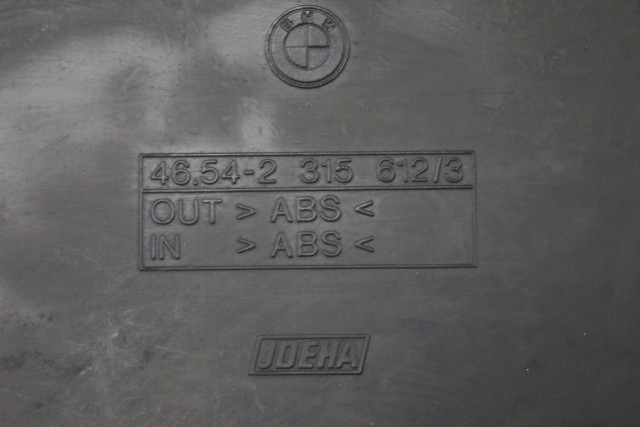 BMW
46.54-2 315 612/3
OUT > ABS <
IN > ABS <
JDEHA